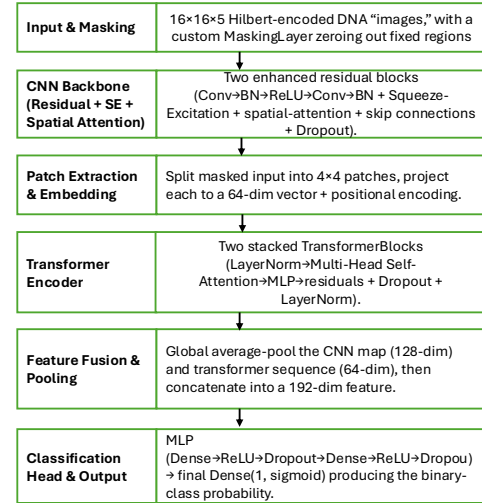 Input & Masking
16×16×5 Hilbert-encoded DNA “images,” with a
custom MaskingLayer zeroing out fixed regions
CNN Backbone
(Residual + SE +
Spatial Attention)
Two enhanced residual blocks
(Conv→BN→ReLU→Conv→BN + Squeeze-
Excitation + spatial-attention + skip connections
+ Dropout).
Patch Extraction
& Embedding
Split masked input into 4×4 patches, project
each to a 64-dim vector + positional encoding.
Transformer
Encoder
Two stacked TransformerBlocks
(LayerNorm→Multi-Head Self-
Attention→MLP→residuals + Dropout +
LayerNorm).
Feature Fusion &
Pooling
Global average-pool the CNN map (128-dim)
and transformer sequence (64-dim), then
concatenate into a 192-dim feature.
Classification
Head & Output
MLP
(Dense→ReLU→Dropout→Dense→ReLU→Dropou)
→ final Dense(1, sigmoid) producing the binary-
class probability.